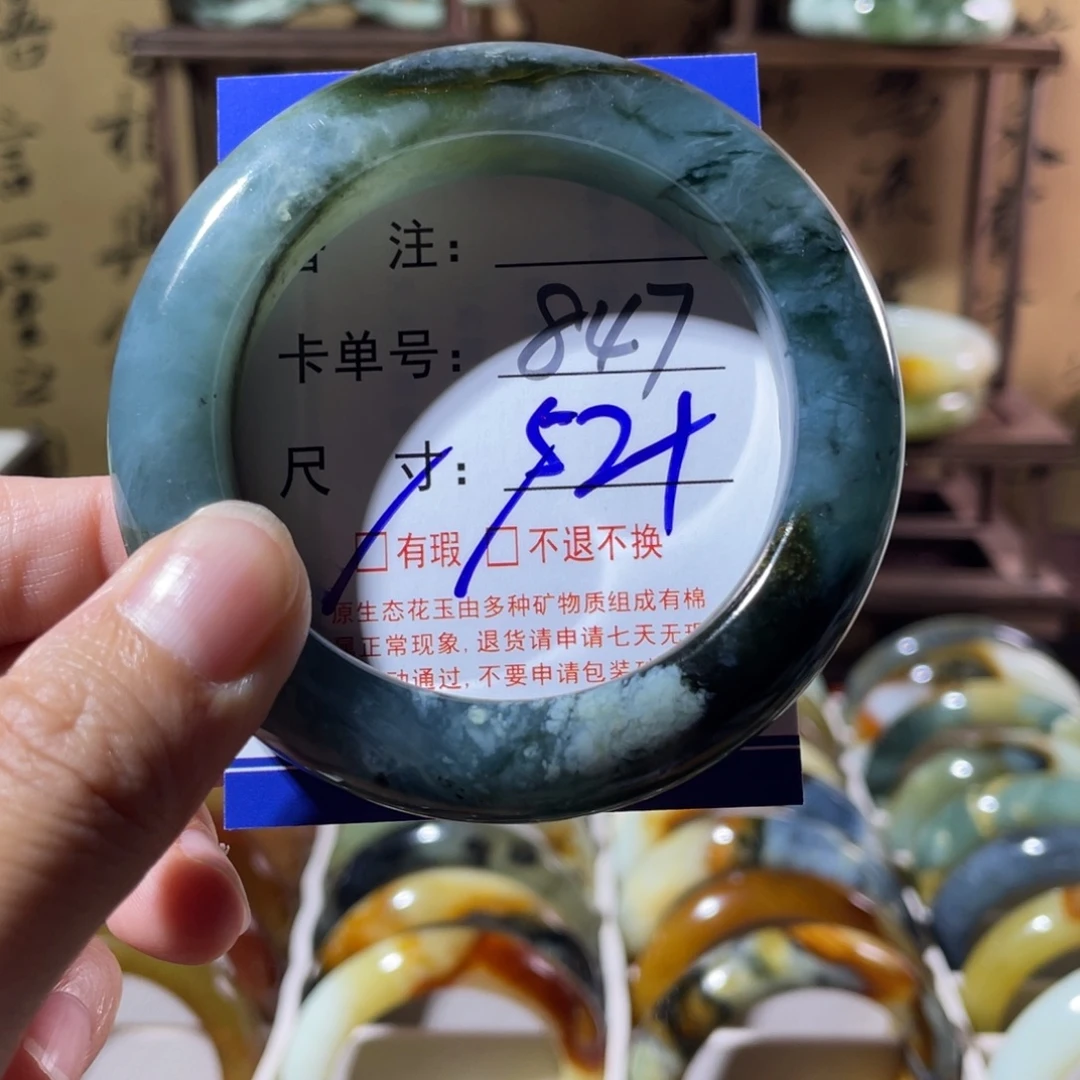 注：
卡单号：847
尺 寸：52+
□有瑕 □不退不换
原生态花玉由多种矿物质组成有棉
正常现象，退货请申请七天无
动通过，不要申请包装